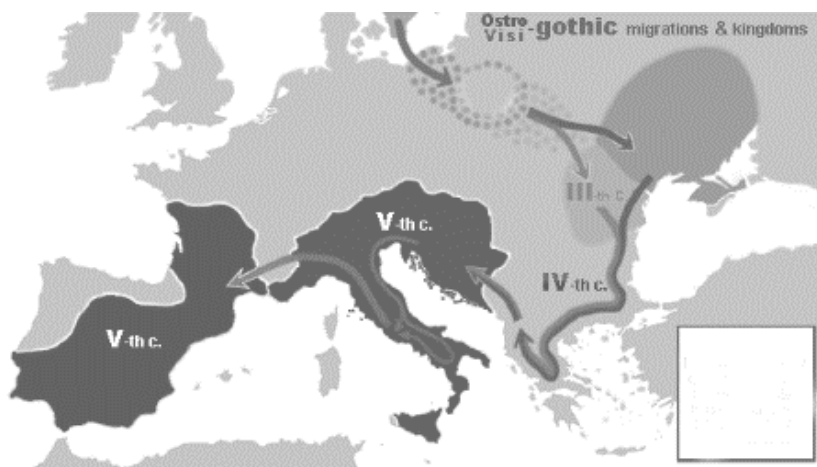 Ostro
Visi -gothic migrations & kingdoms
III-th c
V-th c.
IV-th c.
V-th c.